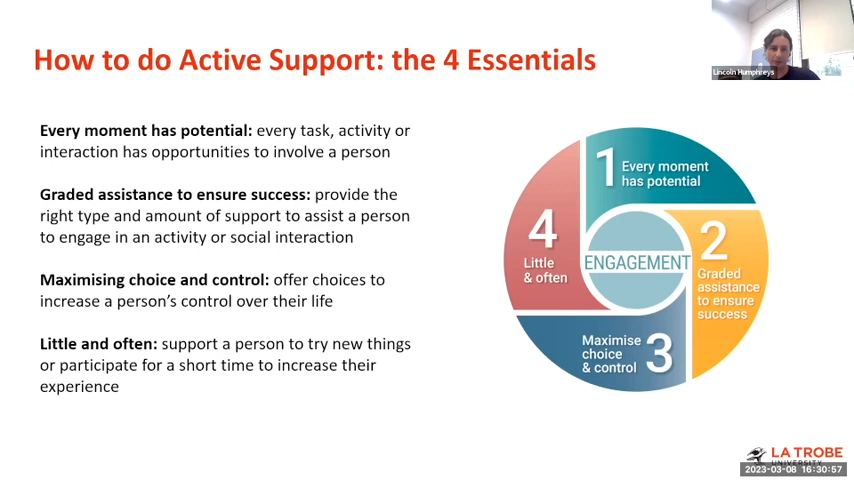 How to do Active Support: the 4 Essentials
Lincoln Humphreys
Every moment has potential: every task, activity or
interaction has opportunities to involve a person
Graded assistance to ensure success: provide the
right type and amount of support to assist a person
to engage in an activity or social interaction
Maximising choice and control: offer choices to
increase a person's control over their life
Little and often: support a person to try new things
or participate for a short time to increase their
experience
1 Every moment
has potential
2
Graded
assistance
to ensure
success
Maximise
choice
& control
3
4
Little
& often
ENGAGEMENT
LA TROBE
UNIVERSITY
2023-03-08 16:30:57